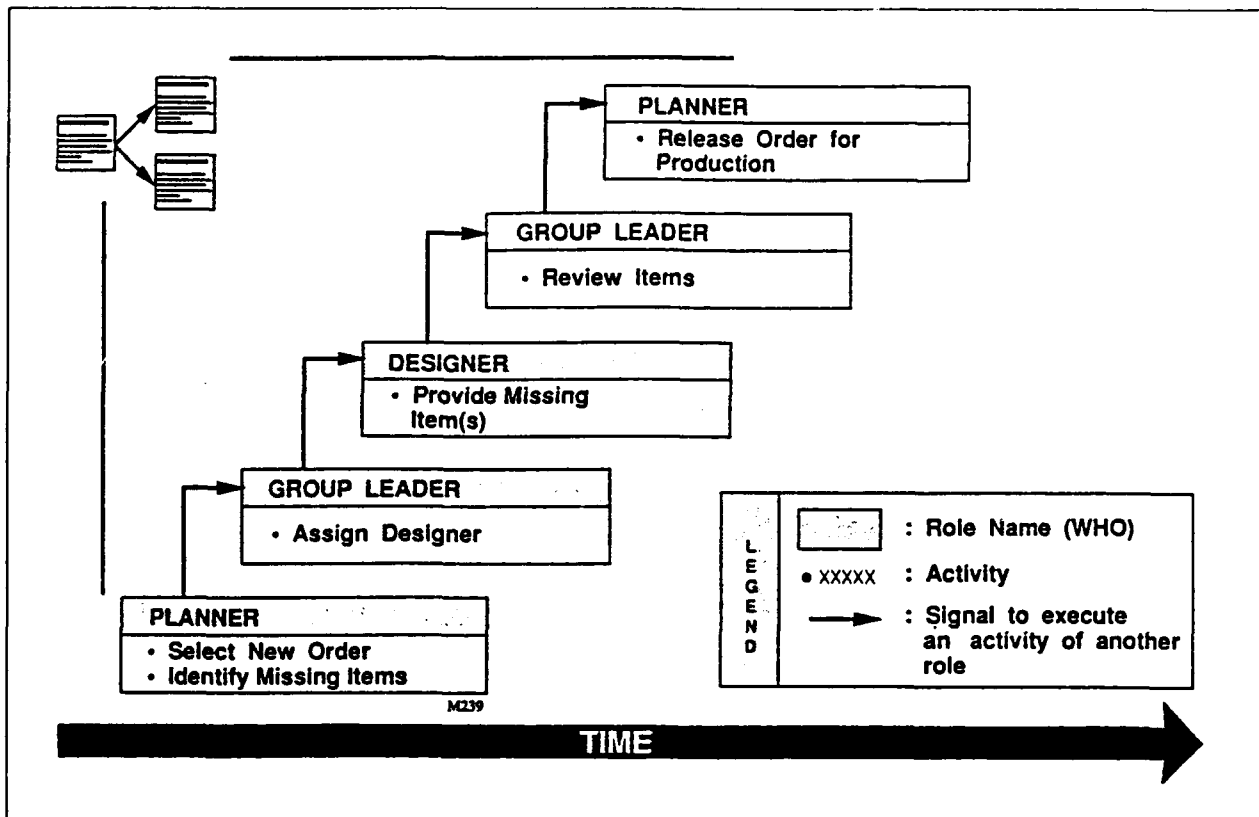 PLANNER
• Release Order for
Production
GROUP LEADER
• Review Items
DESIGNER
• Provide Missing
Item(s)
GROUP LEADER
• Assign Designer
PLANNER
• Select New Order
• Identify Missing Items
M239
LEGEND
: Role Name (WHO)
• XXXXX : Activity
: Signal to execute
an activity of another
role
TIME